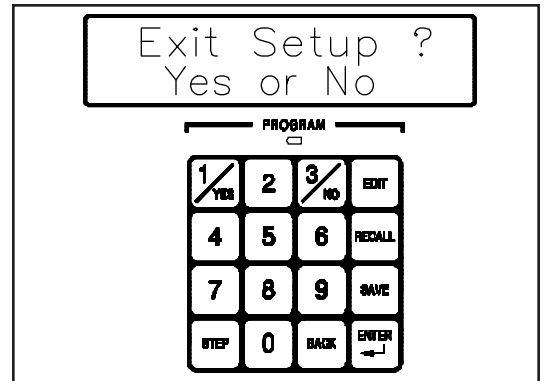 Exit Setup ?
Yes or No
PROGRAM
1/YES 2 3/NO EDIT
4 5 6 RECALL
7 8 9 SAVE
STEP 0 BACK ENTER